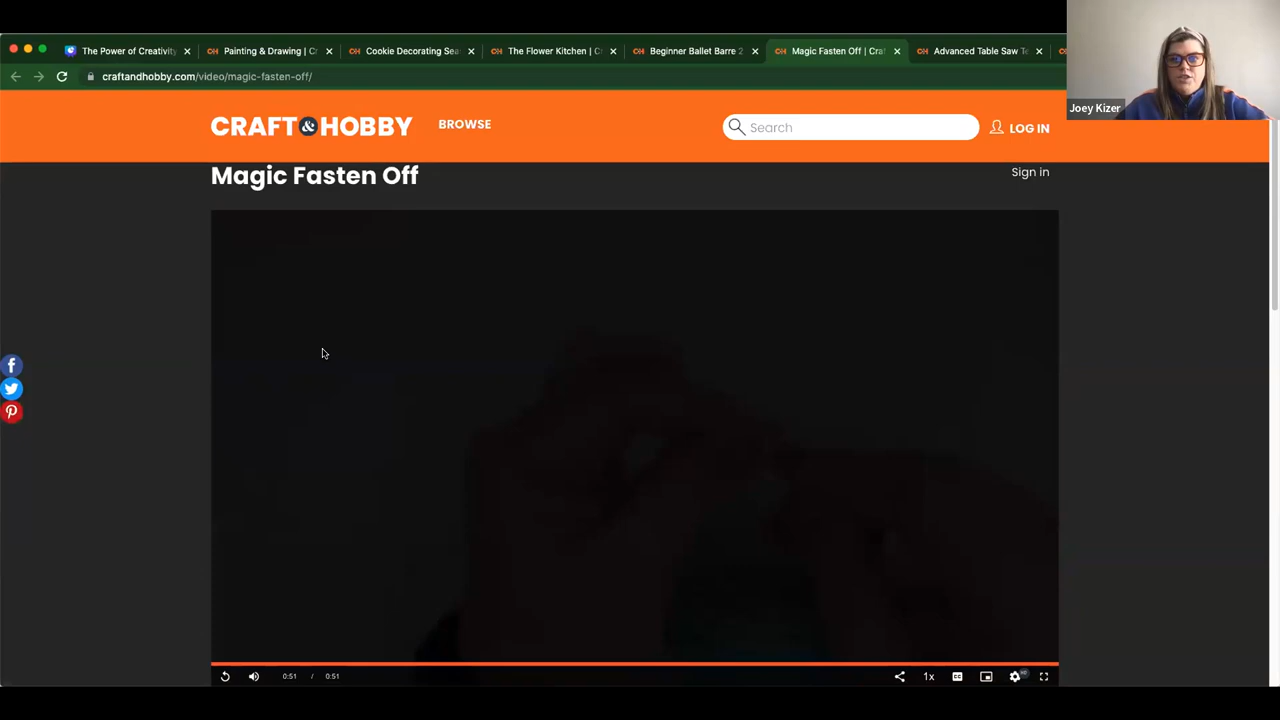 The Power of Creativity
Painting & Drawing | Cr
Cookie Decorating Sea
The Flower Kitchen | C
Beginner Ballet Barre 2
Magic Fasten Off | Craf
Advanced Table Saw Te
craftandhobby.com/video/magic-fasten-off/
Joey Kizer
CRAFT&HOBBY
BROWSE
Search
LOG IN
Magic Fasten Off
Sign in
0:51 / 0:51
1x
CC